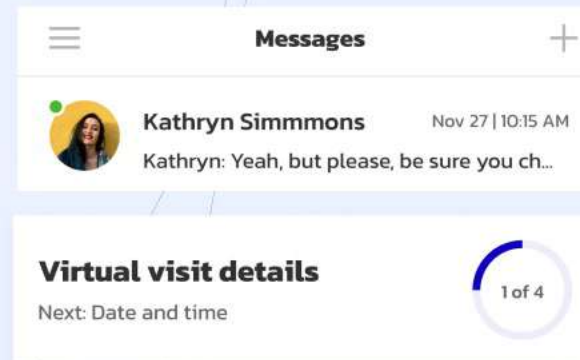 Messages
Kathryn Simmmons
Nov 27 | 10:15 AM
Kathryn: Yeah, but please, be sure you ch...
Virtual visit details
1 of 4
Next: Date and time